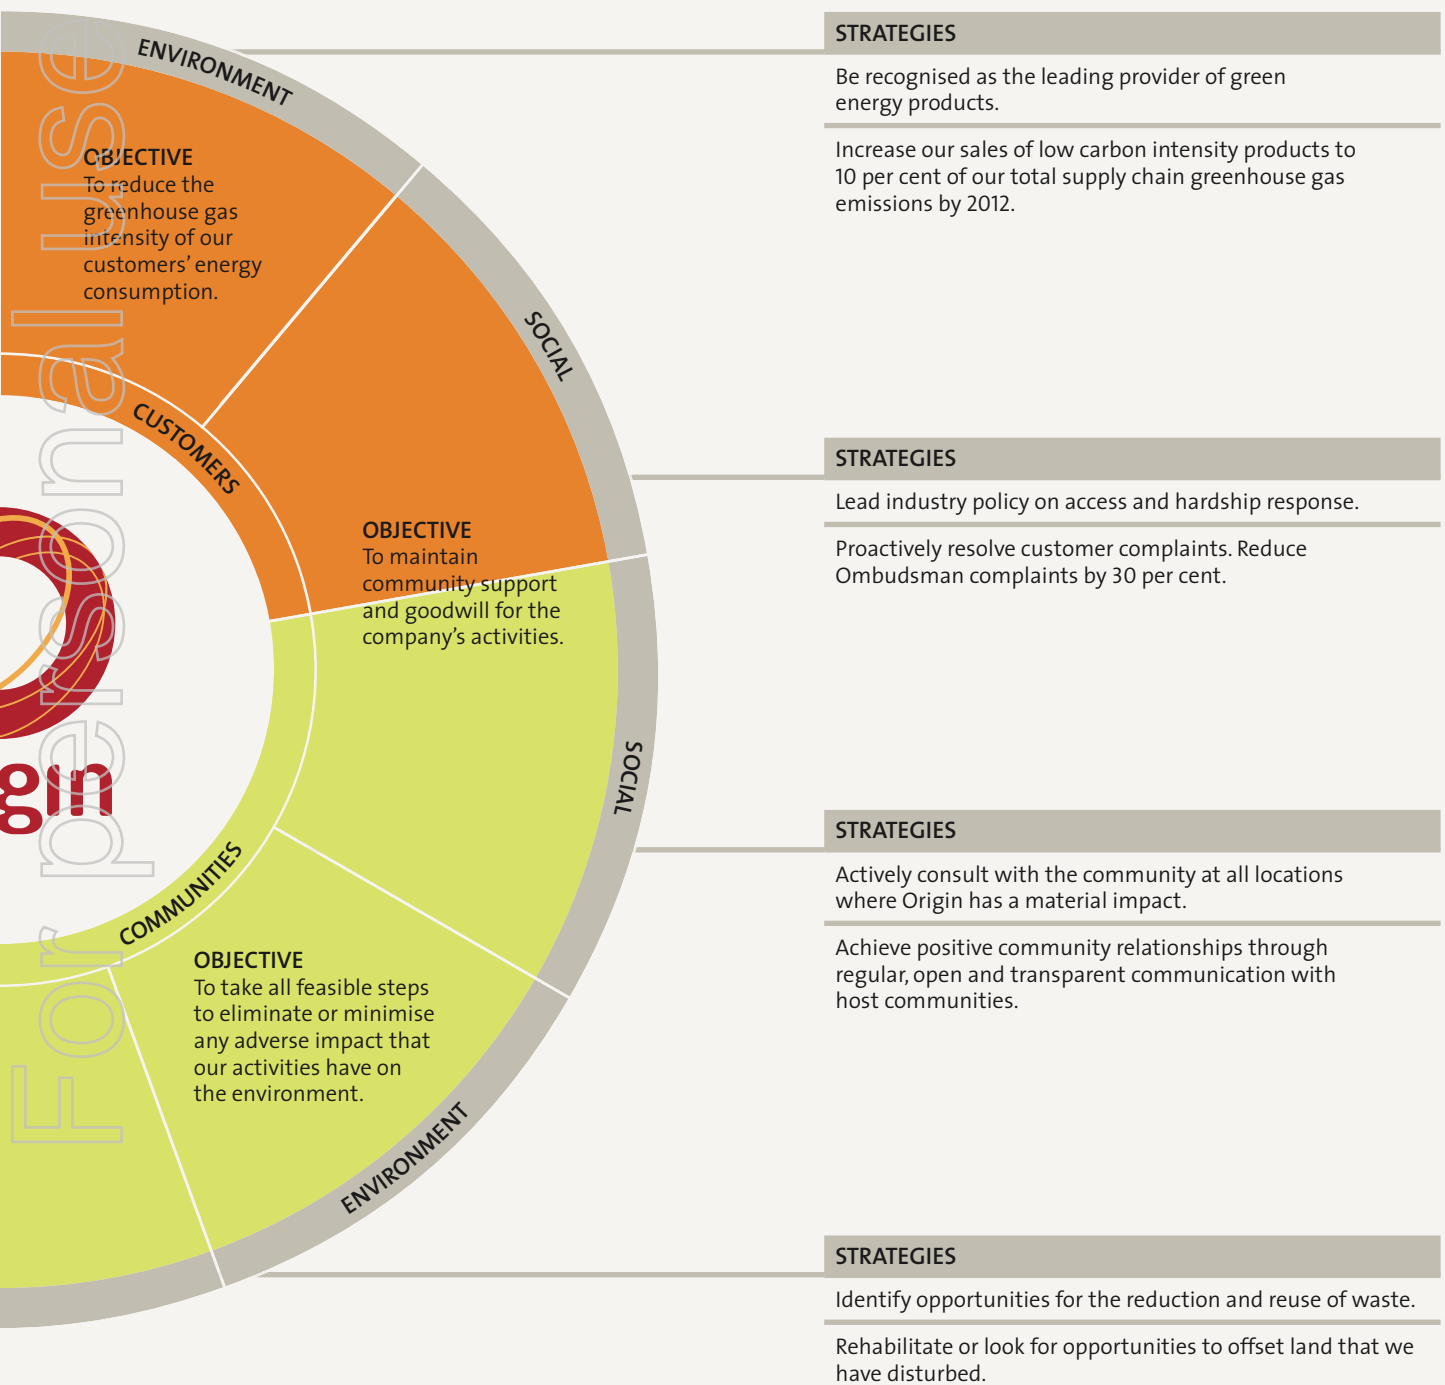 ENVIRONMENT
OBJECTIVE
To reduce the
greenhouse gas
intensity of our
customers’ energy
consumption.
SOCIAL
CUSTOMERS
OBJECTIVE
To maintain
community support
and goodwill for the
company’s activities.
SOCIAL
COMMUNITIES
OBJECTIVE
To take all feasible steps
to eliminate or minimise
any adverse impact that
our activities have on
the environment.
ENVIRONMENT
gin
For personal use
STRATEGIES
Be recognised as the leading provider of green
energy products.
Increase our sales of low carbon intensity products to
10 per cent of our total supply chain greenhouse gas
emissions by 2012.
STRATEGIES
Lead industry policy on access and hardship response.
Proactively resolve customer complaints. Reduce
Ombudsman complaints by 30 per cent.
STRATEGIES
Actively consult with the community at all locations
where Origin has a material impact.
Achieve positive community relationships through
regular, open and transparent communication with
host communities.
STRATEGIES
Identify opportunities for the reduction and reuse of waste.
Rehabilitate or look for opportunities to offset land that we
have disturbed.